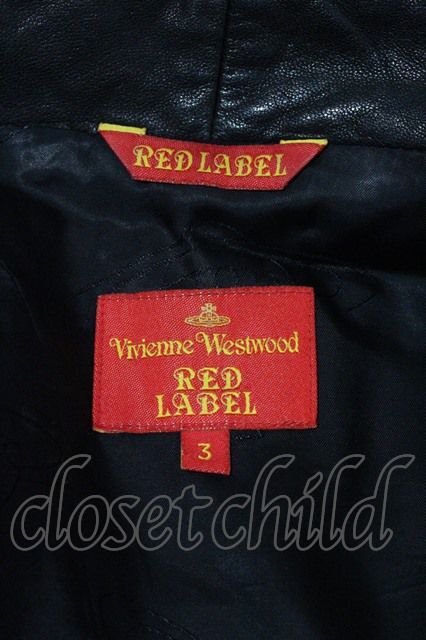 RED LABEL
Vivienne Westwood
RED
LABEL
3
closetchild